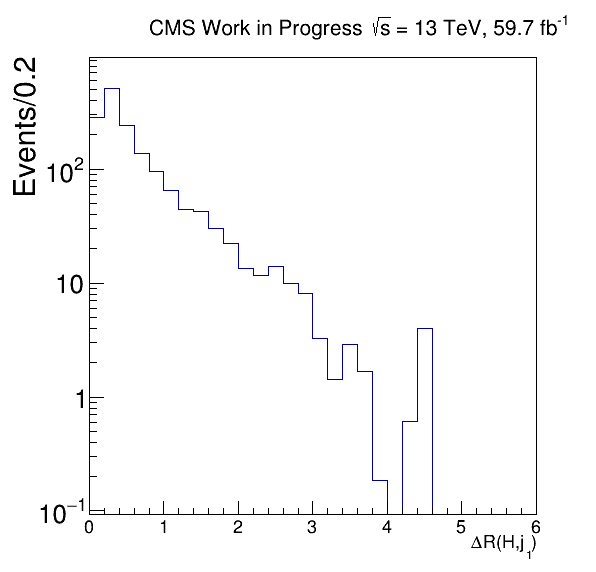 CMS Work in Progress √s = 13 TeV, 59.7 fb⁻¹
Events/0.2
10²
10
1
10⁻¹
0 1 2 3 4 5 6
ΔR(H,j₁)